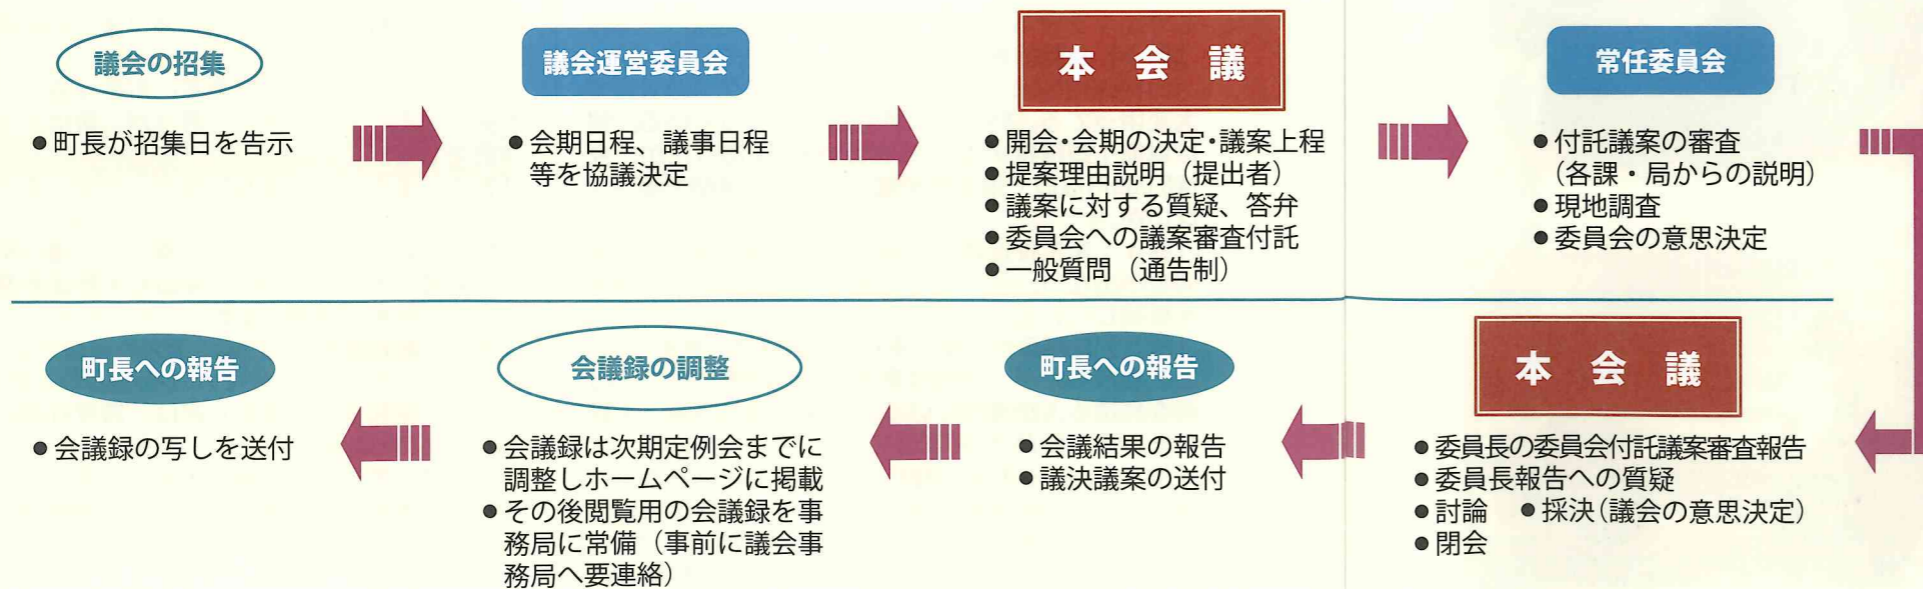 議会の招集
●町長が招集日を告示
議会運営委員会
●会期日程、議事日程
等を協議決定
本会議
●開会・会期の決定・議案上程
●提案理由説明（提出者）
●議案に対する質疑、答弁
●委員会への議案審査付託
●一般質問（通告制）
常任委員会
●付託議案の審査
（各課・局からの説明）
●現地調査
●委員会の意思決定
本会議
●委員長の委員会付託議案審査報告
●委員長報告への質疑
●討論　●採決（議会の意思決定）
●閉会
町長への報告
●会議結果の報告
●議決議案の送付
会議録の調整
●会議録は次期定例会までに
調整しホームページに掲載
●その後閲覧用の会議録を事
務局に常備（事前に議会事
務局へ要連絡）
町長への報告
●会議録の写しを送付